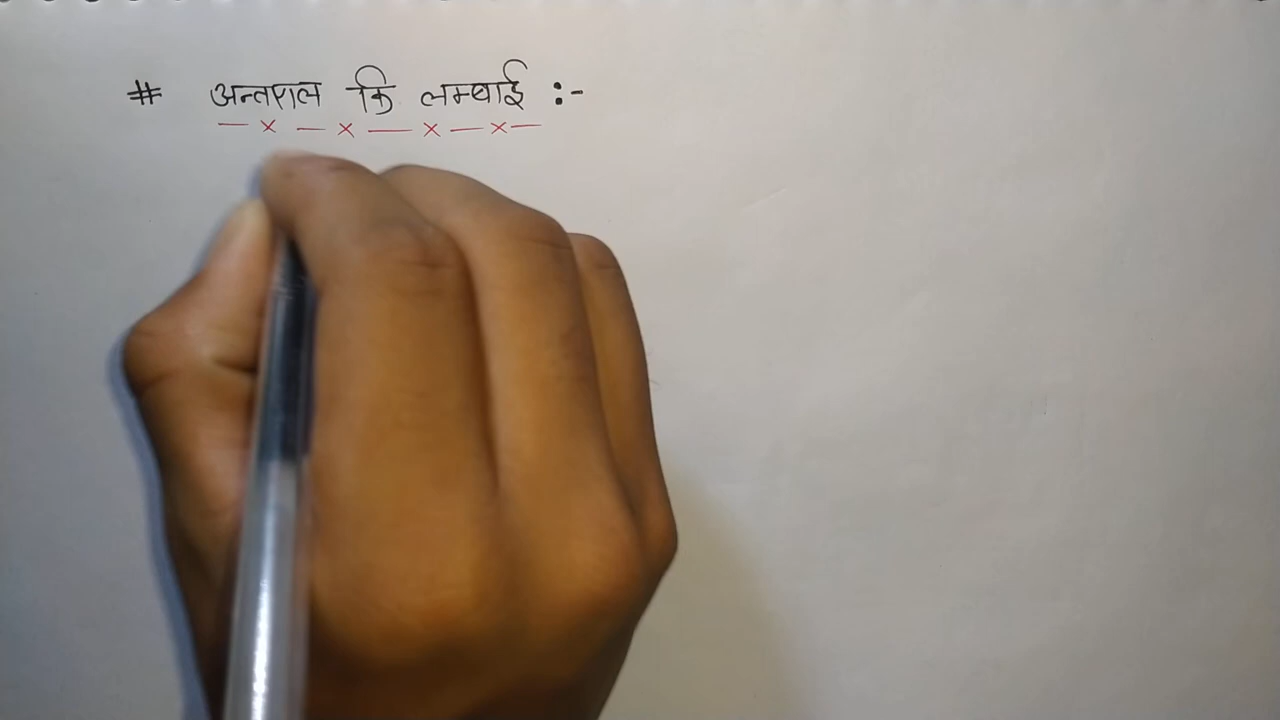 # अन्तराल कि लम्बाई :-